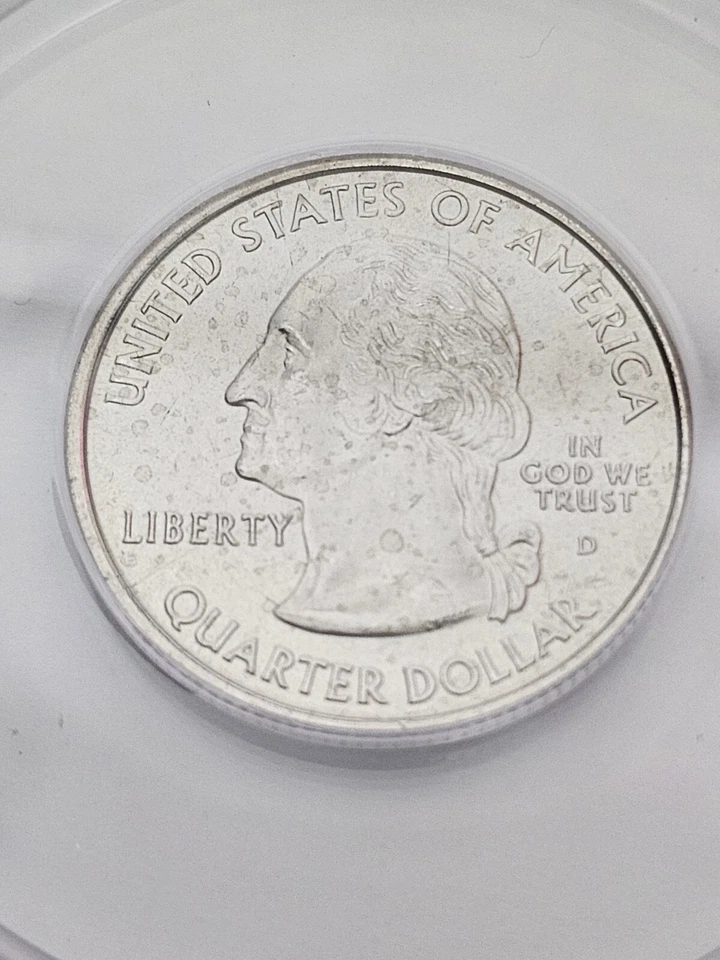 UNITED STATES OF AMERICA
IN
GOD WE
TRUST
LIBERTY
D
QUARTER DOLLAR